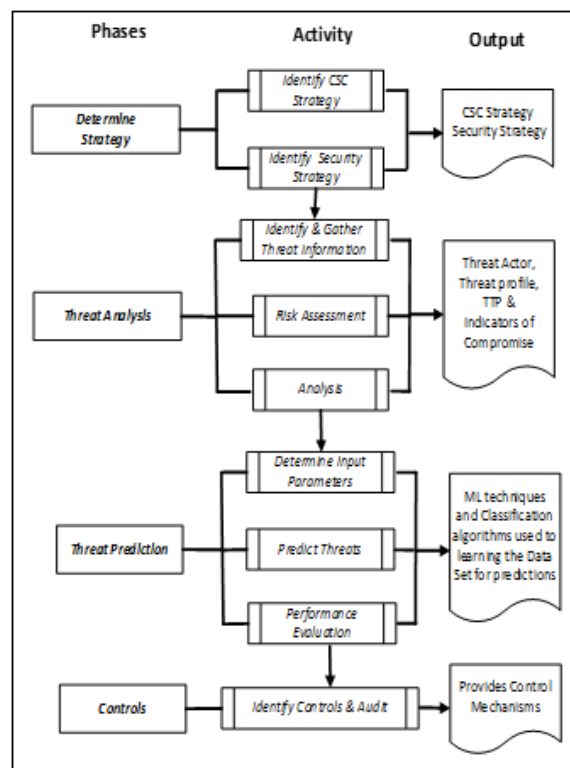 Phases
Activity
Output
Identify CSC
Strategy
Determine
Strategy
CSC Strategy
Security Strategy
Identify Security
Strategy
Identify & Gather
Threat Information
Threat Analysis
Risk Assessment
Threat Actor,
Threat profile,
TTP &
Indicators of
Compromise
Analysis
Determine Input
Parameters
Threat Prediction
Predict Threats
ML techniques
and Classification
algorithms used to
learning the Data
Set for predictions
Performance
Evaluation
Controls
Identify Controls & Audit
Provides Control
Mechanisms